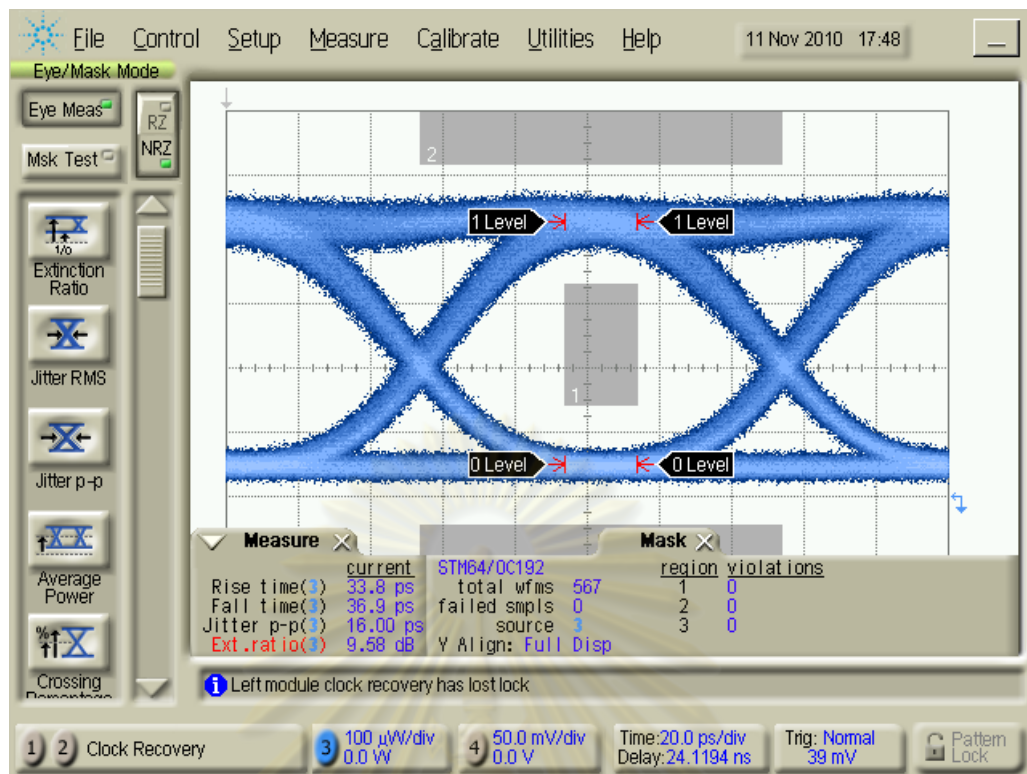 File Control Setup Measure Calibrate Utilities Help 11 Nov 2010 17:48
Eye/Mask Mode
Eye Meas
RZ
NRZ
Msk Test
1/0
Extinction
Ratio
Jitter RMS
Jitter p-p
Average
Power
%
Crossing
Percentage
2
1 Level 1 Level
1
0 Level 0 Level
Measure Mask
current
Rise time(3) 33.8 ps
Fall time(3) 36.9 ps
Jitter p-p(3) 16.00 ps
Ext.ratio(3) 9.58 dB
STM64/OC192
total wfms 567
failed smpls 0
source 3
Y Align: Full Disp
region violations
1 0
2 0
3 0
Left module clock recovery has lost lock
1 2 Clock Recovery
3 100 µW/div
0.0 W
4 50.0 mV/div
0.0 V
Time:20.0 ps/div
Delay:24.1194 ns
Trig: Normal
39 mV
Pattern
Lock